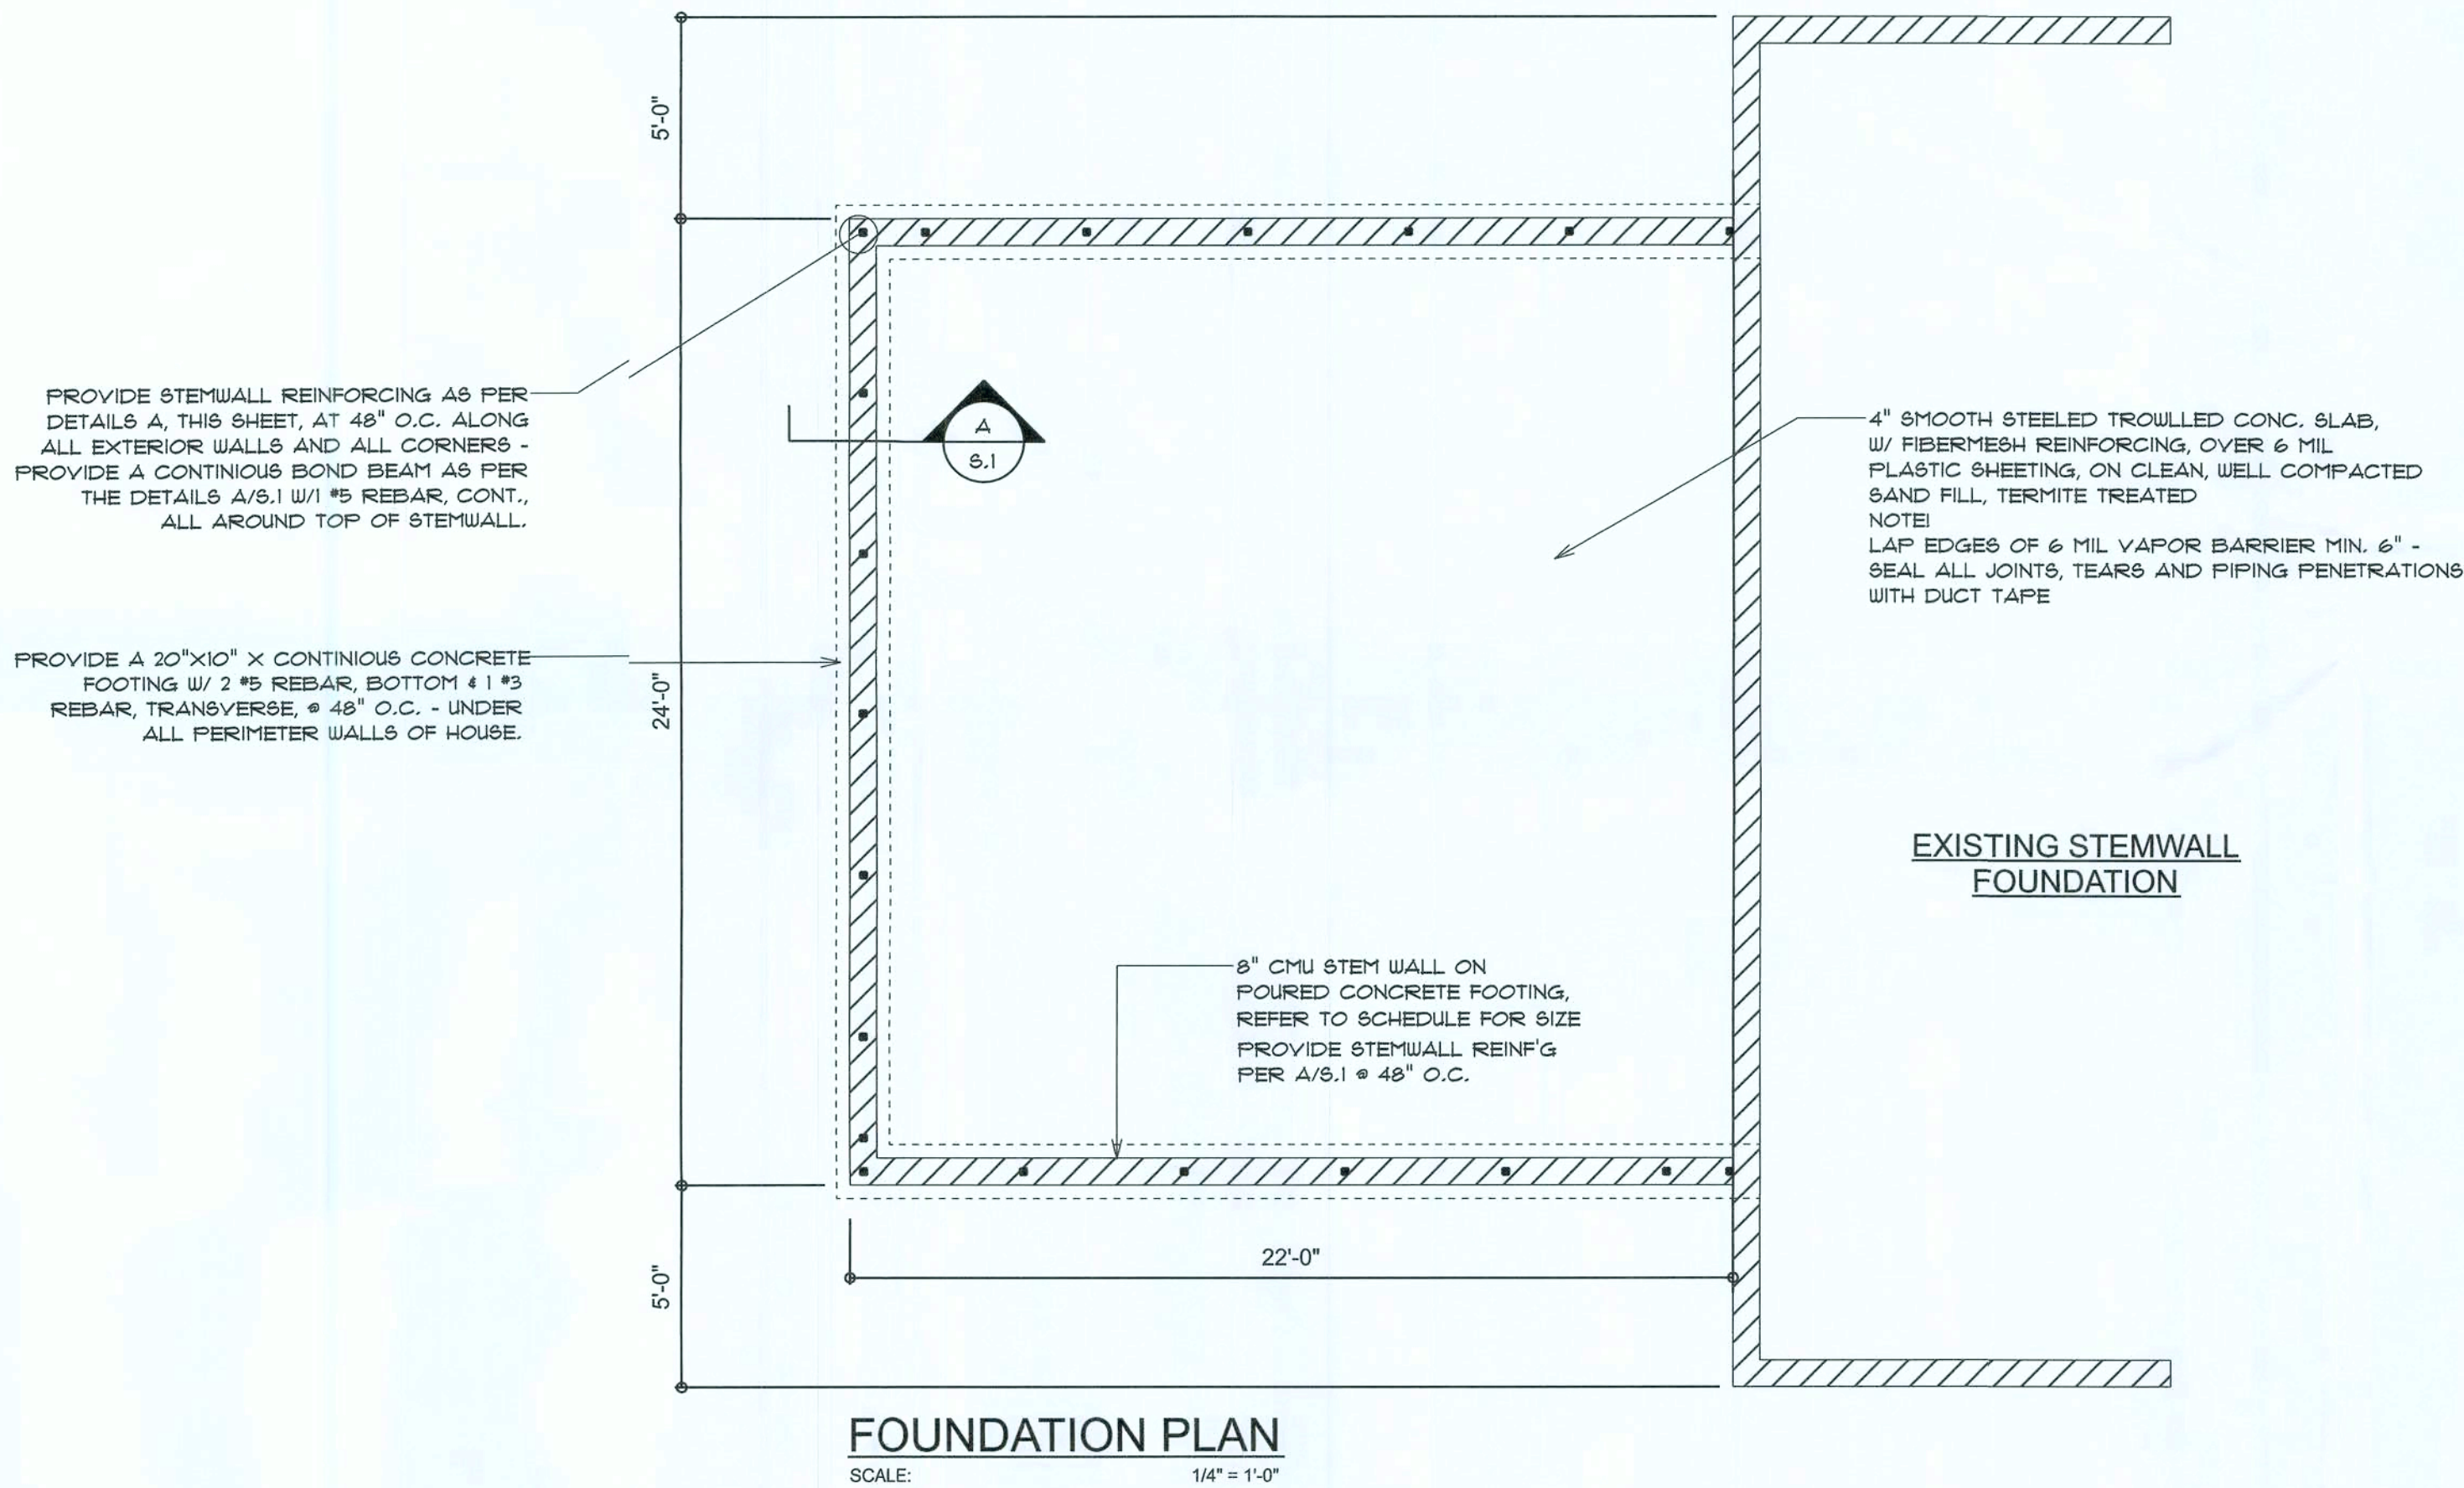 5'-0"
PROVIDE STEMWALL REINFORCING AS PER
DETAILS A, THIS SHEET, AT 48" O.C. ALONG
ALL EXTERIOR WALLS AND ALL CORNERS -
PROVIDE A CONTINIOUS BOND BEAM AS PER
THE DETAILS A/S.1 W/1 #5 REBAR, CONT.,
ALL AROUND TOP OF STEMWALL.
A
S.1
4" SMOOTH STEELED TROWLLED CONC. SLAB,
W/ FIBERMESH REINFORCING, OVER 6 MIL
PLASTIC SHEETING, ON CLEAN, WELL COMPACTED
SAND FILL, TERMITE TREATED
NOTE!
LAP EDGES OF 6 MIL VAPOR BARRIER MIN. 6" -
SEAL ALL JOINTS, TEARS AND PIPING PENETRATIONS
WITH DUCT TAPE
PROVIDE A 20"X10" X CONTINIOUS CONCRETE
FOOTING W/ 2 #5 REBAR, BOTTOM & 1 #3
REBAR, TRANSVERSE, @ 48" O.C. - UNDER
ALL PERIMETER WALLS OF HOUSE.
24'-0"
EXISTING STEMWALL
FOUNDATION
8" CMU STEM WALL ON
POURED CONCRETE FOOTING,
REFER TO SCHEDULE FOR SIZE
PROVIDE STEMWALL REINF'G
PER A/S.1 @ 48" O.C.
22'-0"
5'-0"
FOUNDATION PLAN
SCALE: 1/4" = 1'-0"